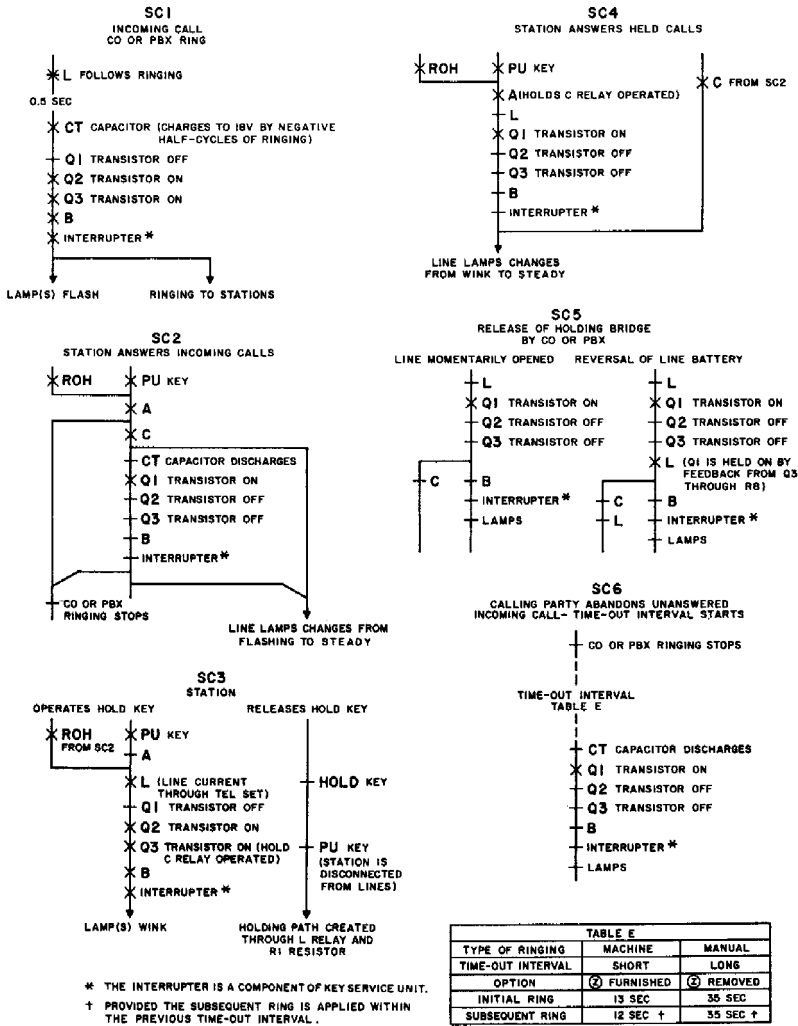 SC1
INCOMING CALL
CO OR PBX RING
L FOLLOWS RINGING
0.5 SEC
CT CAPACITOR (CHARGES TO 18V BY NEGATIVE
HALF-CYCLES OF RINGING)
Q1 TRANSISTOR OFF
Q2 TRANSISTOR ON
Q3 TRANSISTOR ON
B
INTERRUPTER *
LAMP(S) FLASH
RINGING TO STATIONS
SC2
STATION ANSWERS INCOMING CALLS
ROH
PU KEY
A
C
CT CAPACITOR DISCHARGES
Q1 TRANSISTOR ON
Q2 TRANSISTOR OFF
Q3 TRANSISTOR OFF
B
INTERRUPTER *
CO OR PBX
RINGING STOPS
LINE LAMPS CHANGES FROM
FLASHING TO STEADY
SC3
STATION
OPERATES HOLD KEY
RELEASES HOLD KEY
ROH
FROM SC2
PU KEY
A
L (LINE CURRENT
THROUGH TEL SET)
Q1 TRANSISTOR OFF
Q2 TRANSISTOR ON
Q3 TRANSISTOR ON (HOLD
C RELAY OPERATED)
B
INTERRUPTER *
LAMP(S) WINK
HOLD KEY
PU KEY
(STATION IS
DISCONNECTED
FROM LINES)
HOLDING PATH CREATED
THROUGH L RELAY AND
R1 RESISTOR
* THE INTERRUPTER IS A COMPONENT OF KEY SERVICE UNIT.
† PROVIDED THE SUBSEQUENT RING IS APPLIED WITHIN
THE PREVIOUS TIME-OUT INTERVAL.
SC4
STATION ANSWERS HELD CALLS
ROH
PU KEY
C FROM SC2
A (HOLDS C RELAY OPERATED)
L
Q1 TRANSISTOR ON
Q2 TRANSISTOR OFF
Q3 TRANSISTOR OFF
B
INTERRUPTER *
LINE LAMPS CHANGES
FROM WINK TO STEADY
SC5
RELEASE OF HOLDING BRIDGE
BY CO OR PBX
LINE MOMENTARILY OPENED
REVERSAL OF LINE BATTERY
L
Q1 TRANSISTOR ON
Q2 TRANSISTOR OFF
Q3 TRANSISTOR OFF
C
B
INTERRUPTER *
LAMPS
L
Q1 TRANSISTOR ON
Q2 TRANSISTOR OFF
Q3 TRANSISTOR OFF
L (Q1 IS HELD ON BY
FEEDBACK FROM Q3
THROUGH R8)
C
L
B
INTERRUPTER *
LAMPS
SC6
CALLING PARTY ABANDONS UNANSWERED
INCOMING CALL- TIME-OUT INTERVAL STARTS
CO OR PBX RINGING STOPS
TIME-OUT INTERVAL
TABLE E
CT CAPACITOR DISCHARGES
Q1 TRANSISTOR ON
Q2 TRANSISTOR OFF
Q3 TRANSISTOR OFF
B
INTERRUPTER *
LAMPS
TABLE E
TYPE OF RINGING MACHINE MANUAL
TIME-OUT INTERVAL SHORT LONG
OPTION Ⓩ FURNISHED Ⓩ REMOVED
INITIAL RING 13 SEC 35 SEC
SUBSEQUENT RING 12 SEC † 35 SEC †